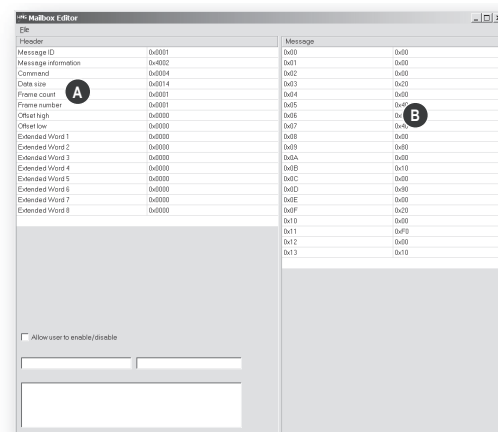 Mailbox Editor
File
Header
Message ID 0x0001
Message information 0x4002
Command 0x0004
Data size 0x0014
Frame count 0x0001
Frame number 0x0001
Offset high 0x0000
Offset low 0x0000
Extended Word 1 0x0000
Extended Word 2 0x0000
Extended Word 3 0x0000
Extended Word 4 0x0000
Extended Word 5 0x0000
Extended Word 6 0x0000
Extended Word 7 0x0000
Extended Word 8 0x0000
A
Allow user to enable/disable
Message
0x00 0x00
0x01 0x00
0x02 0x00
0x03 0x20
0x04 0x00
0x05
0x06
0x07
0x08 0x00
0x09 0x80
0x0A 0x00
0x0B 0x10
0x0C 0x00
0x0D 0x90
0x0E 0x00
0x0F 0x20
0x10 0x00
0x11 0xF0
0x12 0x00
0x13 0x10
B